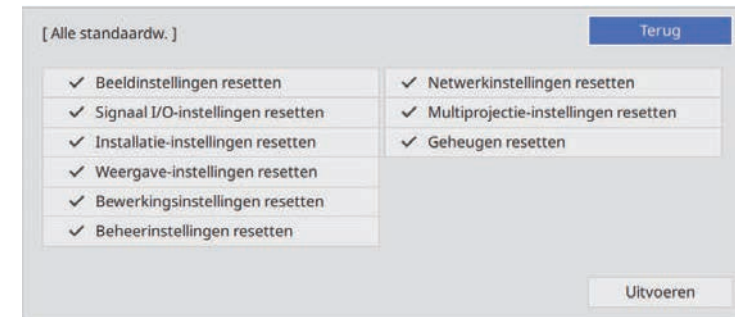 [ Alle standaardw. ]
Terug
✓ Beeldinstellingen resetten
✓ Signaal I/O-instellingen resetten
✓ Installatie-instellingen resetten
✓ Weergave-instellingen resetten
✓ Bewerkingsinstellingen resetten
✓ Beheerinstellingen resetten
✓ Netwerkinstellingen resetten
✓ Multiprojectie-instellingen resetten
✓ Geheugen resetten
Uitvoeren